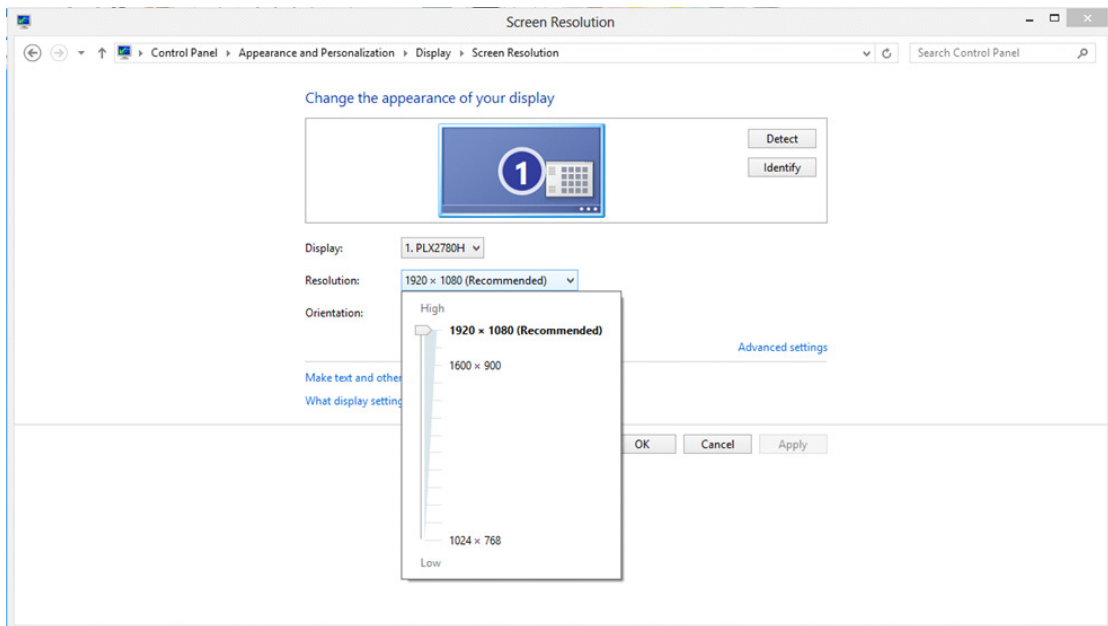 Screen Resolution
Control Panel ▸ Appearance and Personalization ▸ Display ▸ Screen Resolution
Search Control Panel
Change the appearance of your display
1
Detect
Identify
Display: 1. PLX2780H
Resolution: 1920 × 1080 (Recommended)
Orientation:
High
1920 × 1080 (Recommended)
1600 × 900
1024 × 768
Low
Advanced settings
Make text and other
What display setting
OK Cancel Apply